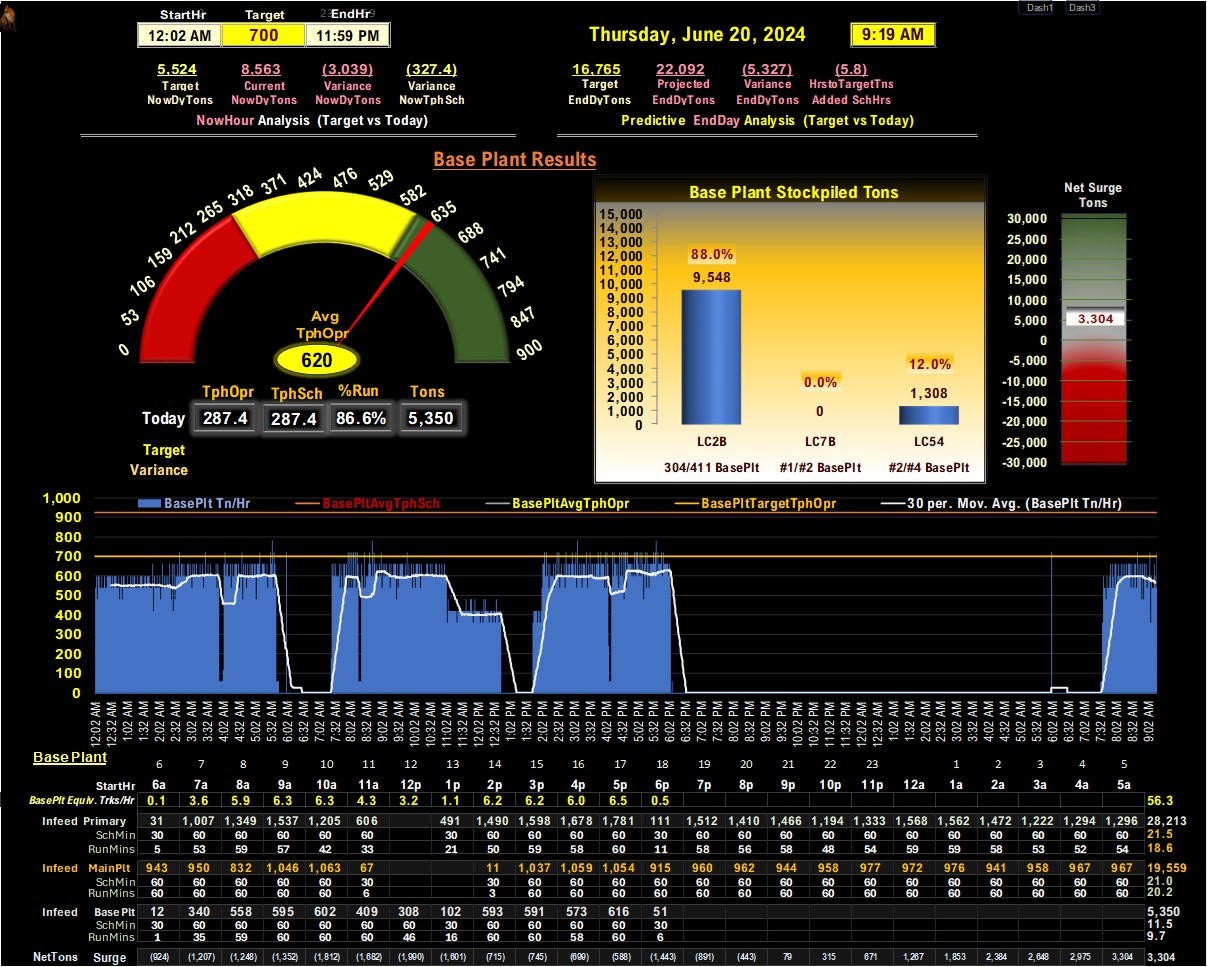 Dash1 Dash3
StartHr Target EndHr
12:02 AM 700 11:59 PM
Thursday, June 20, 2024 9:19 AM
5,524 8,563 (3,039) (327.4)
Target Current Variance Variance
NowDyTons NowDyTons NowDyTons NowTphSch
NowHour Analysis (Target vs Today)
16,765 22,092 (5,327) (5.8)
Target Projected Variance HrstoTargetTns
EndDyTons EndDyTons EndDyTons Added SchHrs
Predictive EndDay Analysis (Target vs Today)
Base Plant Results
0 53 106 159 212 265 318 371 424 476 529 582 635 688 741 794 847 900
Avg
TphOpr
620
TphOpr TphSch %Run Tons
Today 287.4 287.4 86.6% 5,350
Target
Variance
Base Plant Stockpiled Tons
15,000
14,000
13,000
12,000
11,000
10,000
9,000
8,000
7,000
6,000
5,000
4,000
3,000
2,000
1,000
0
88.0%
9,548
0.0%
0
12.0%
1,308
LC2B LC7B LC54
304/411 BasePlt #1/#2 BasePlt #2/#4 BasePlt
Net Surge
Tons
30,000
25,000
20,000
15,000
10,000
5,000
0
-5,000
-10,000
-15,000
-20,000
-25,000
-30,000
3,304
BasePlt Tn/Hr BasePltAvgTphSch BasePltAvgTphOpr BasePltTargetTphOpr 30 per. Mov. Avg. (BasePlt Tn/Hr)
1,000
900
800
700
600
500
400
300
200
100
0
12:02 AM 12:32 AM 1:02 AM 1:32 AM 2:02 AM 2:32 AM 3:02 AM 3:32 AM 4:02 AM 4:32 AM 5:02 AM 5:32 AM 6:02 AM 6:32 AM 7:02 AM 7:32 AM 8:02 AM 8:32 AM 9:02 AM 9:32 AM 10:02 AM 10:32 AM 11:02 AM 11:32 AM 12:02 PM 12:32 PM 1:02 PM 1:32 PM 2:02 PM 2:32 PM 3:02 PM 3:32 PM 4:02 PM 4:32 PM 5:02 PM 5:32 PM 6:02 PM 6:32 PM 7:02 PM 7:32 PM 8:02 PM 8:32 PM 9:02 PM 9:32 PM 10:02 PM 10:32 PM 11:02 PM 11:32 PM 12:02 AM 12:32 AM 1:02 AM 1:32 AM 2:02 AM 2:32 AM 3:02 AM 3:32 AM 4:02 AM 4:32 AM 5:02 AM 5:32 AM 6:02 AM 6:32 AM 7:02 AM 7:32 AM 8:02 AM 8:32 AM 9:02 AM
Base Plant
6 7 8 9 10 11 12 13 14 15 16 17 18 19 20 21 22 23 1 2 3 4 5
StartHr 6a 7a 8a 9a 10a 11a 12p 1p 2p 3p 4p 5p 6p 7p 8p 9p 10p 11p 12a 1a 2a 3a 4a 5a
BasePlt Equiv. Trks/Hr 0.1 3.6 5.9 6.3 6.3 4.3 3.2 1.1 6.2 6.2 6.0 6.5 0.5 56.3
Infeed Primary 31 1,007 1,349 1,537 1,205 606 491 1,490 1,598 1,678 1,781 111 1,512 1,410 1,466 1,194 1,333 1,568 1,562 1,472 1,222 1,294 1,296 28,213
SchMin 30 60 60 60 60 60 30 60 60 60 60 30 60 60 60 60 60 60 60 60 60 60 60 21.5
RunMins 5 53 59 57 42 33 21 50 59 58 60 11 58 56 58 48 54 59 59 58 53 52 54 18.6
Infeed MainPlt 943 950 832 1,046 1,063 67 11 1,037 1,059 1,054 915 960 962 944 958 977 972 976 941 958 967 967 19,559
SchMin 60 60 60 60 60 30 30 60 60 60 60 60 60 60 60 60 60 60 60 60 60 60 21.0
RunMins 60 60 60 60 60 6 3 60 60 60 60 60 60 60 60 60 60 60 60 60 60 60 20.2
Infeed BasePlt 12 340 558 595 602 409 308 102 593 591 573 616 51 5,350
SchMin 30 60 60 60 60 60 60 30 60 60 60 60 30 11.5
RunMins 1 35 59 60 60 60 46 16 60 60 58 60 6 9.7
NetTons Surge (924) (1,207) (1,248) (1,352) (1,812) (1,682) (1,990) (1,601) (715) (745) (699) (588) (1,443) (891) (443) 79 315 671 1,267 1,853 2,384 2,648 2,975 3,304 3,304